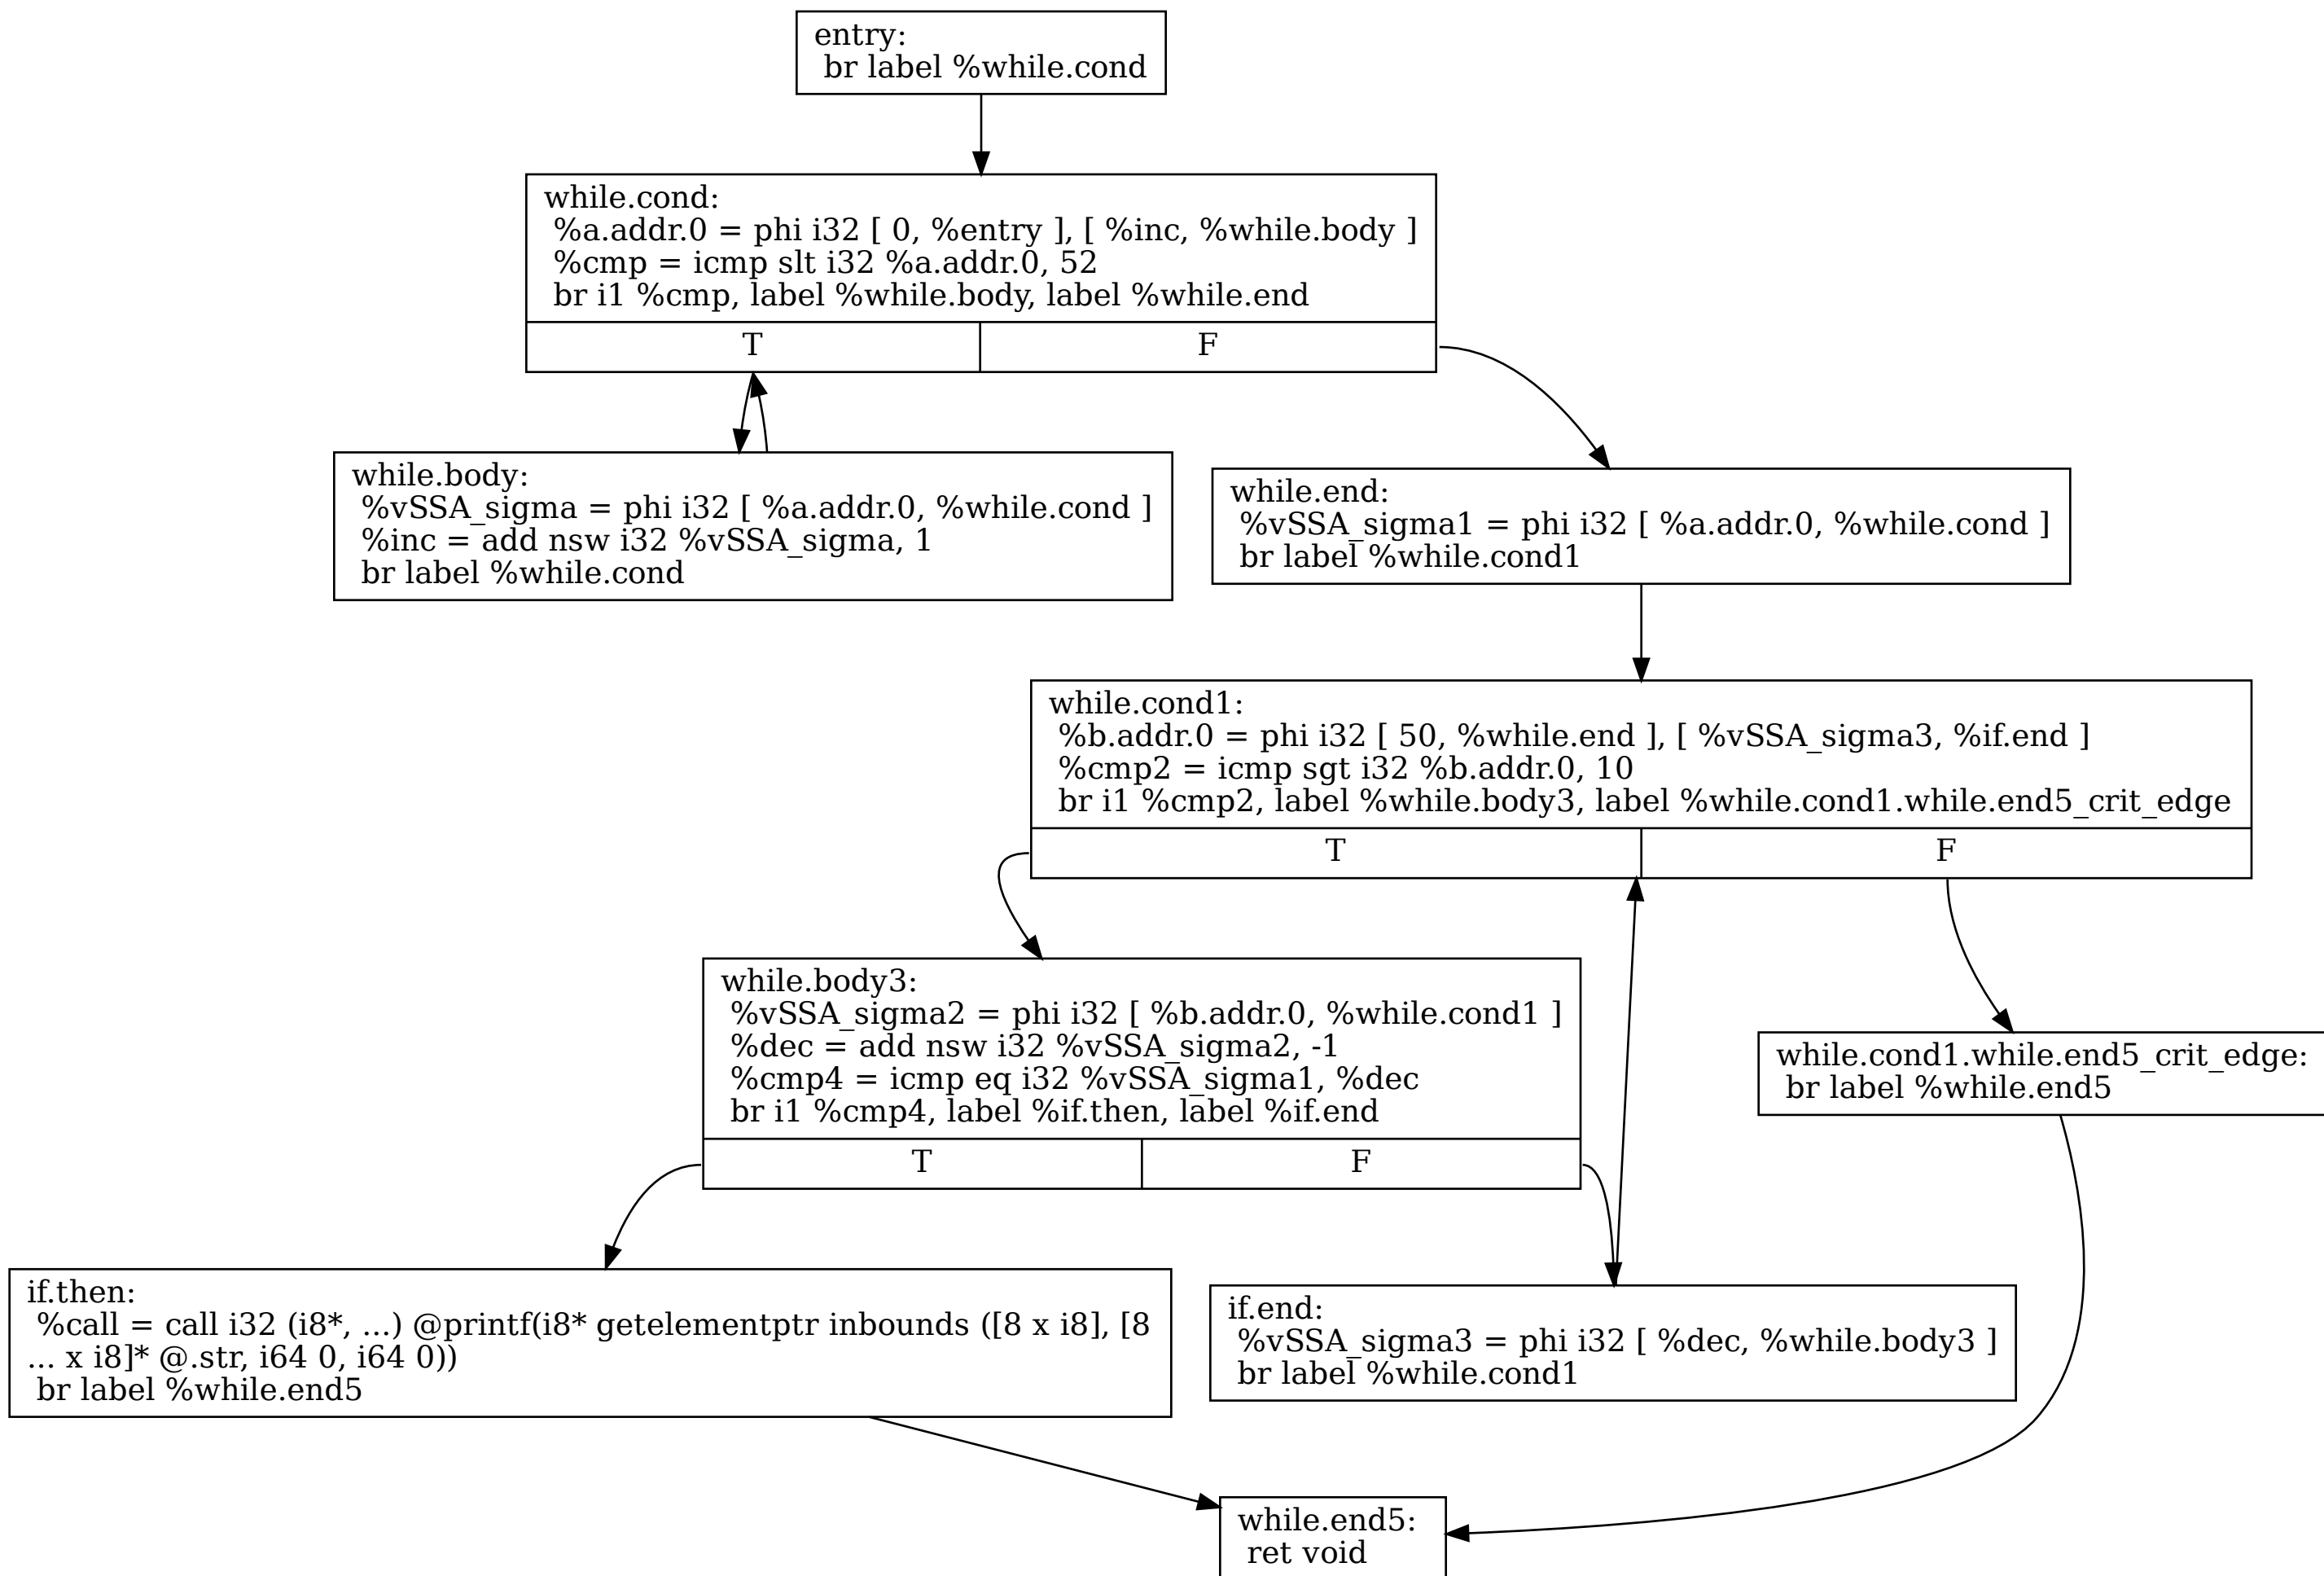 entry:
br label %while.cond
while.cond:
%a.addr.0 = phi i32 [ 0, %entry ], [ %inc, %while.body ]
%cmp = icmp slt i32 %a.addr.0, 52
br i1 %cmp, label %while.body, label %while.end
T
F
while.body:
%vSSA_sigma = phi i32 [ %a.addr.0, %while.cond ]
%inc = add nsw i32 %vSSA_sigma, 1
br label %while.cond
while.end:
%vSSA_sigma1 = phi i32 [ %a.addr.0, %while.cond ]
br label %while.cond1
while.cond1:
%b.addr.0 = phi i32 [ 50, %while.end ], [ %vSSA_sigma3, %if.end ]
%cmp2 = icmp sgt i32 %b.addr.0, 10
br i1 %cmp2, label %while.body3, label %while.cond1.while.end5_crit_edge
T
F
while.body3:
%vSSA_sigma2 = phi i32 [ %b.addr.0, %while.cond1 ]
%dec = add nsw i32 %vSSA_sigma2, -1
%cmp4 = icmp eq i32 %vSSA_sigma1, %dec
br i1 %cmp4, label %if.then, label %if.end
T
F
while.cond1.while.end5_crit_edge:
br label %while.end5
if.then:
%call = call i32 (i8*, ...) @printf(i8* getelementptr inbounds ([8 x i8], [8
... x i8]* @.str, i64 0, i64 0))
br label %while.end5
if.end:
%vSSA_sigma3 = phi i32 [ %dec, %while.body3 ]
br label %while.cond1
while.end5:
ret void